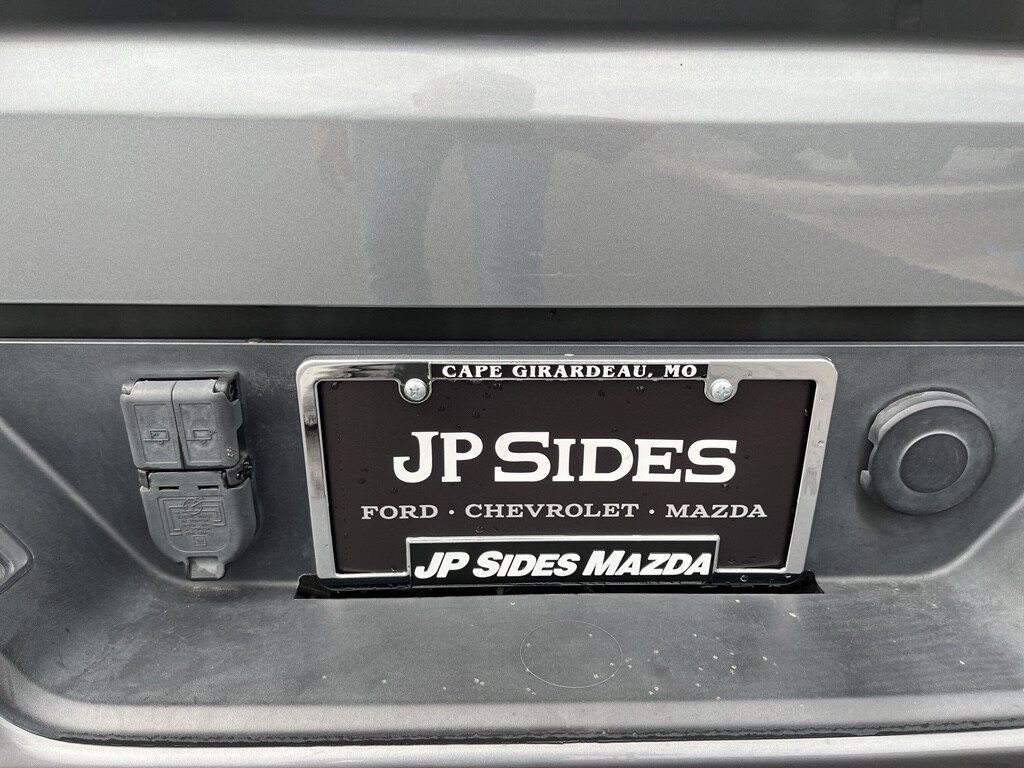 CAPE GIRARDEAU, MO
JP SIDES
FORD · CHEVROLET · MAZDA
JP SIDES MAZDA